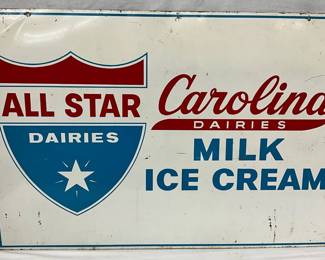 ALL STAR
DAIRIES
Carolina
DAIRIES
MILK
ICE CREAM